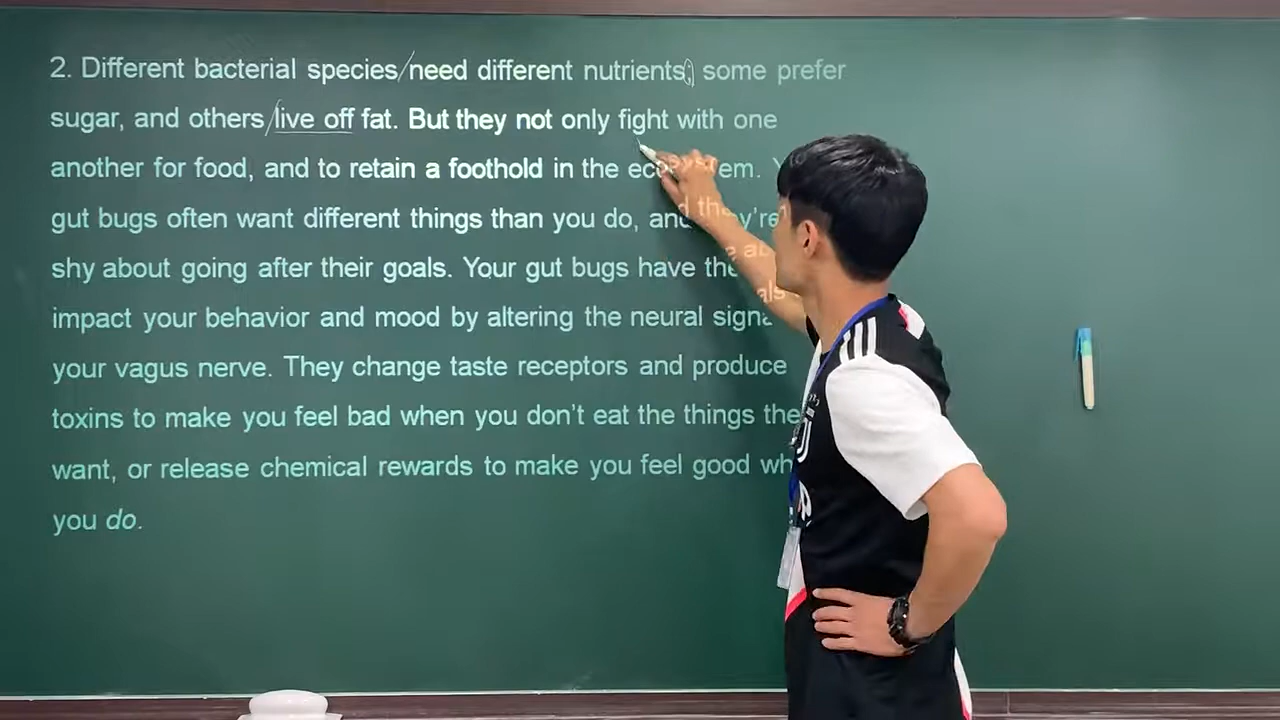 2. Different bacterial species need different nutrients; some prefer
sugar, and others live off fat. But they not only fight with one
another for food, and to retain a foothold in the ecosystem.
gut bugs often want different things than you do, and they're
shy about going after their goals. Your gut bugs have the
impact your behavior and mood by altering the neural
your vagus nerve. They change taste receptors and produce
toxins to make you feel bad when you don't eat the things
want, or release chemical rewards to make you feel good
you do.